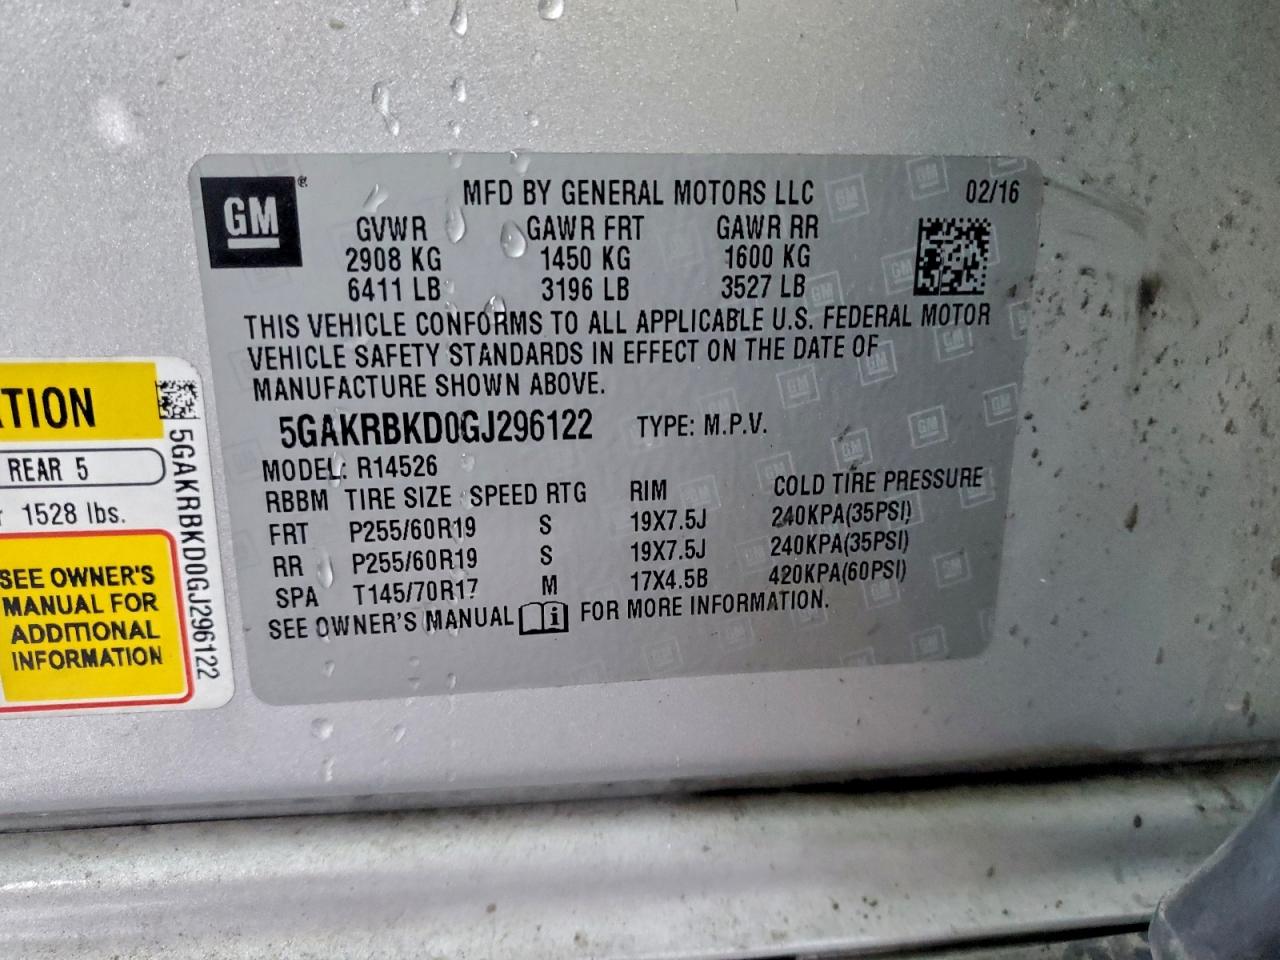 GM
®
MFD BY GENERAL MOTORS LLC 02/16
GVWR GAWR FRT GAWR RR
2908 KG 1450 KG 1600 KG
6411 LB 3196 LB 3527 LB
THIS VEHICLE CONFORMS TO ALL APPLICABLE U.S. FEDERAL MOTOR
VEHICLE SAFETY STANDARDS IN EFFECT ON THE DATE OF
MANUFACTURE SHOWN ABOVE.
5GAKRBKD0GJ296122 TYPE: M.P.V.
MODEL: R14526
RBBM TIRE SIZE SPEED RTG RIM COLD TIRE PRESSURE
FRT P255/60R19 S 19X7.5J 240KPA(35PSI)
RR P255/60R19 S 19X7.5J 240KPA(35PSI)
SPA T145/70R17 M 17X4.5B 420KPA(60PSI)
SEE OWNER'S MANUAL i FOR MORE INFORMATION.
TION
REAR 5
1528 lbs.
SEE OWNER'S
MANUAL FOR
ADDITIONAL
INFORMATION
5GAKRBKD0GJ296122